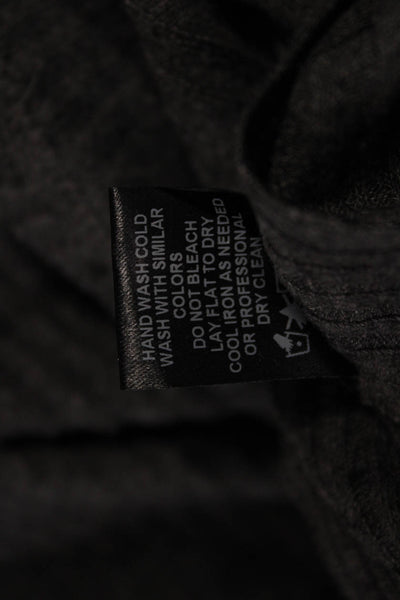 HAND WASH COLD
WASH WITH SIMILAR
COLORS
DO NOT BLEACH
LAY FLAT TO DRY
COOL IRON AS NEEDED
OR PROFESSIONAL
DRY CLEAN